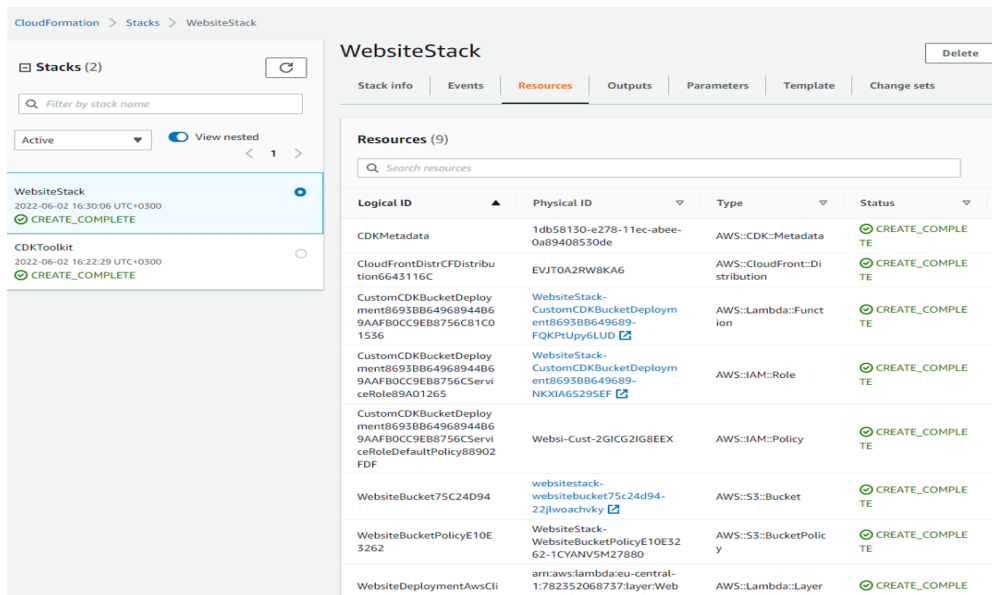 CloudFormation > Stacks > WebsiteStack
Stacks (2)
Filter by stack name
Active
View nested
< 1 >
WebsiteStack
2022-06-02 16:30:06 UTC+0300
CREATE_COMPLETE
CDKToolkit
2022-06-02 16:22:29 UTC+0300
CREATE_COMPLETE
WebsiteStack
Delete
Stack info Events Resources Outputs Parameters Template Change sets
Resources (9)
Search resources
Logical ID Physical ID Type Status
CDKMetadata
1db58130-e278-11ec-abee-
0a89408530de
AWS::CDK::Metadata
CREATE_COMPLE
TE
CloudFrontDistrCFDistribu
tion6643116C
EVJT0A2RW8KA6
AWS::CloudFront::Di
stribution
CREATE_COMPLE
TE
CustomCDKBucketDeploy
ment8693BB64968944B6
9AAFB0CC9EB8756C81C0
1536
WebsiteStack-
CustomCDKBucketDeploym
ent8693BB649689-
FQKPtUpy6LUD
AWS::Lambda::Funct
ion
CREATE_COMPLE
TE
CustomCDKBucketDeploy
ment8693BB64968944B6
9AAFB0CC9EB8756CServi
ceRole89A01265
WebsiteStack-
CustomCDKBucketDeploym
ent8693BB649689-
NKXIA6S29SEF
AWS::IAM::Role
CREATE_COMPLE
TE
CustomCDKBucketDeploy
ment8693BB64968944B6
9AAFB0CC9EB8756CServi
ceRoleDefaultPolicy88902
FDF
Websi-Cust-2GICG2IG8EEX
AWS::IAM::Policy
CREATE_COMPLE
TE
WebsiteBucket75C24D94
websitestack-
websitebucket75c24d94-
22jlwoachvky
AWS::S3::Bucket
CREATE_COMPLE
TE
WebsiteBucketPolicyE10E
3262
WebsiteStack-
WebsiteBucketPolicyE10E32
62-1CYANV5M27880
AWS::S3::BucketPolic
y
CREATE_COMPLE
TE
WebsiteDeploymentAwsCli
arn:aws:lambda:eu-central-
1:782352068737:layer:Web
AWS::Lambda::Layer
CREATE_COMPLE